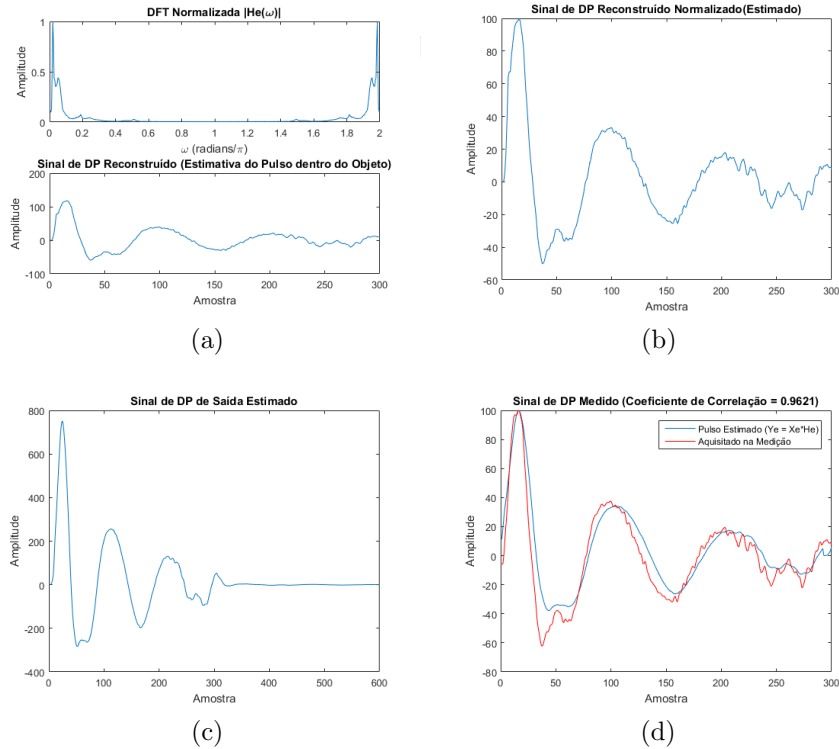 DFT Normalizada |He(ω)|
Amplitude
1
0.5
0
0 0.2 0.4 0.6 0.8 1 1.2 1.4 1.6 1.8 2
ω (radians/π)
Sinal de DP Reconstruído (Estimativa do Pulso dentro do Objeto)
Amplitude
200
100
0
-100
0 50 100 150 200 250 300
Amostra
(a)
Sinal de DP Reconstruído Normalizado(Estimado)
Amplitude
100
80
60
40
20
0
-20
-40
-60
0 50 100 150 200 250 300
Amostra
(b)
Sinal de DP de Saída Estimado
Amplitude
800
600
400
200
0
-200
-400
0 100 200 300 400 500 600
Amostra
(c)
Sinal de DP Medido (Coeficiente de Correlação = 0.9621)
Pulso Estimado (Ye = Xe*He)
Aquisitado na Medição
Amplitude
100
80
60
40
20
0
-20
-40
-60
-80
0 50 100 150 200 250 300
Amostra
(d)